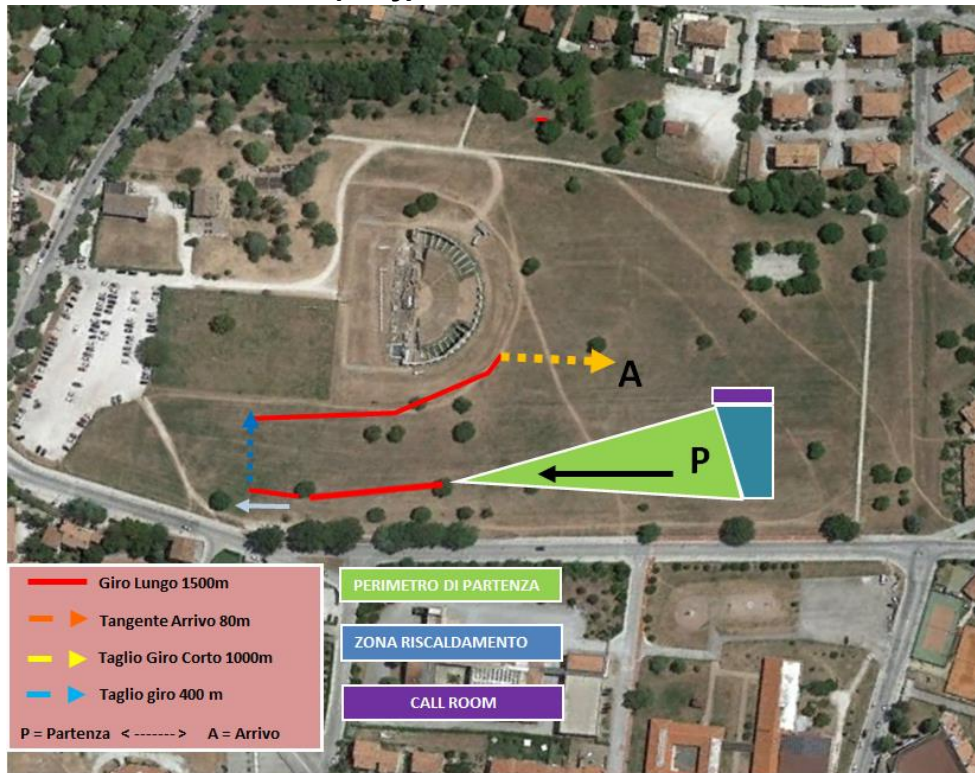 A
P
Giro Lungo 1500m
Tangente Arrivo 80m
Taglio Giro Corto 1000m
Taglio giro 400 m
P = Partenza < -------> A = Arrivo
PERIMETRO DI PARTENZA
ZONA RISCALDAMENTO
CALL ROOM